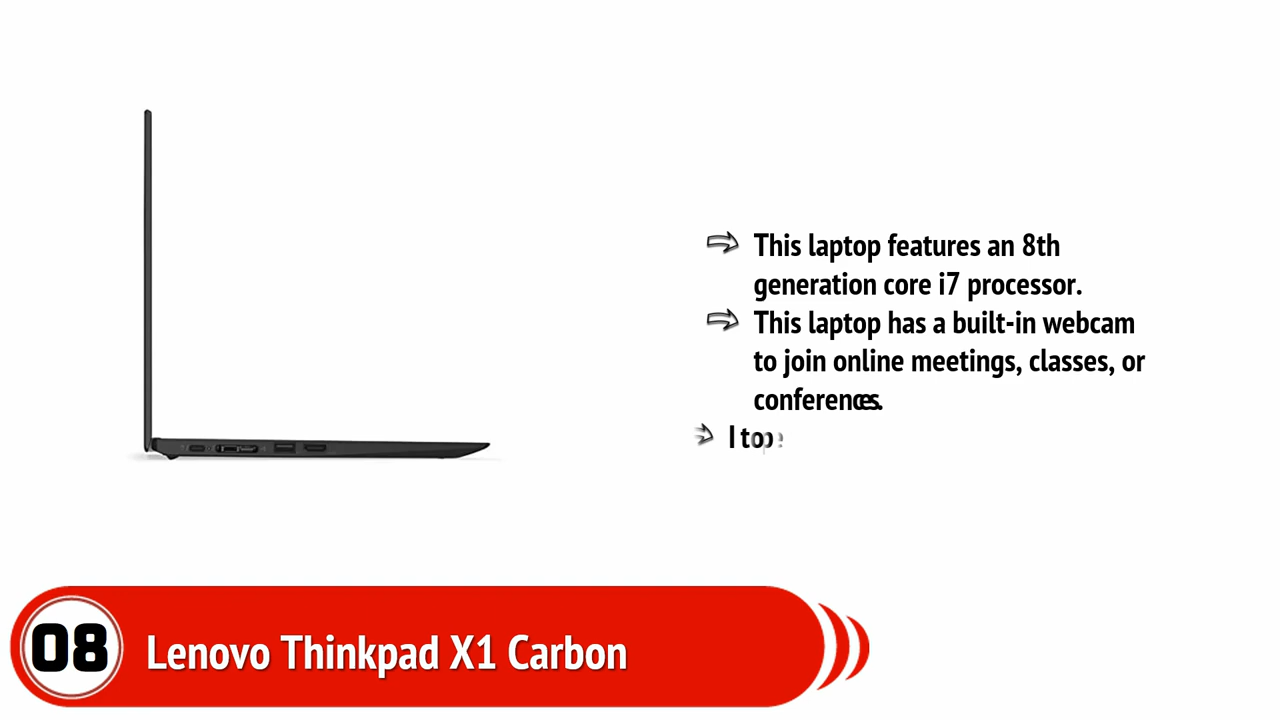 This laptop features an 8th
generation core i7 processor.
This laptop has a built-in webcam
to join online meetings, classes, or
conferences.
08
Lenovo Thinkpad X1 Carbon